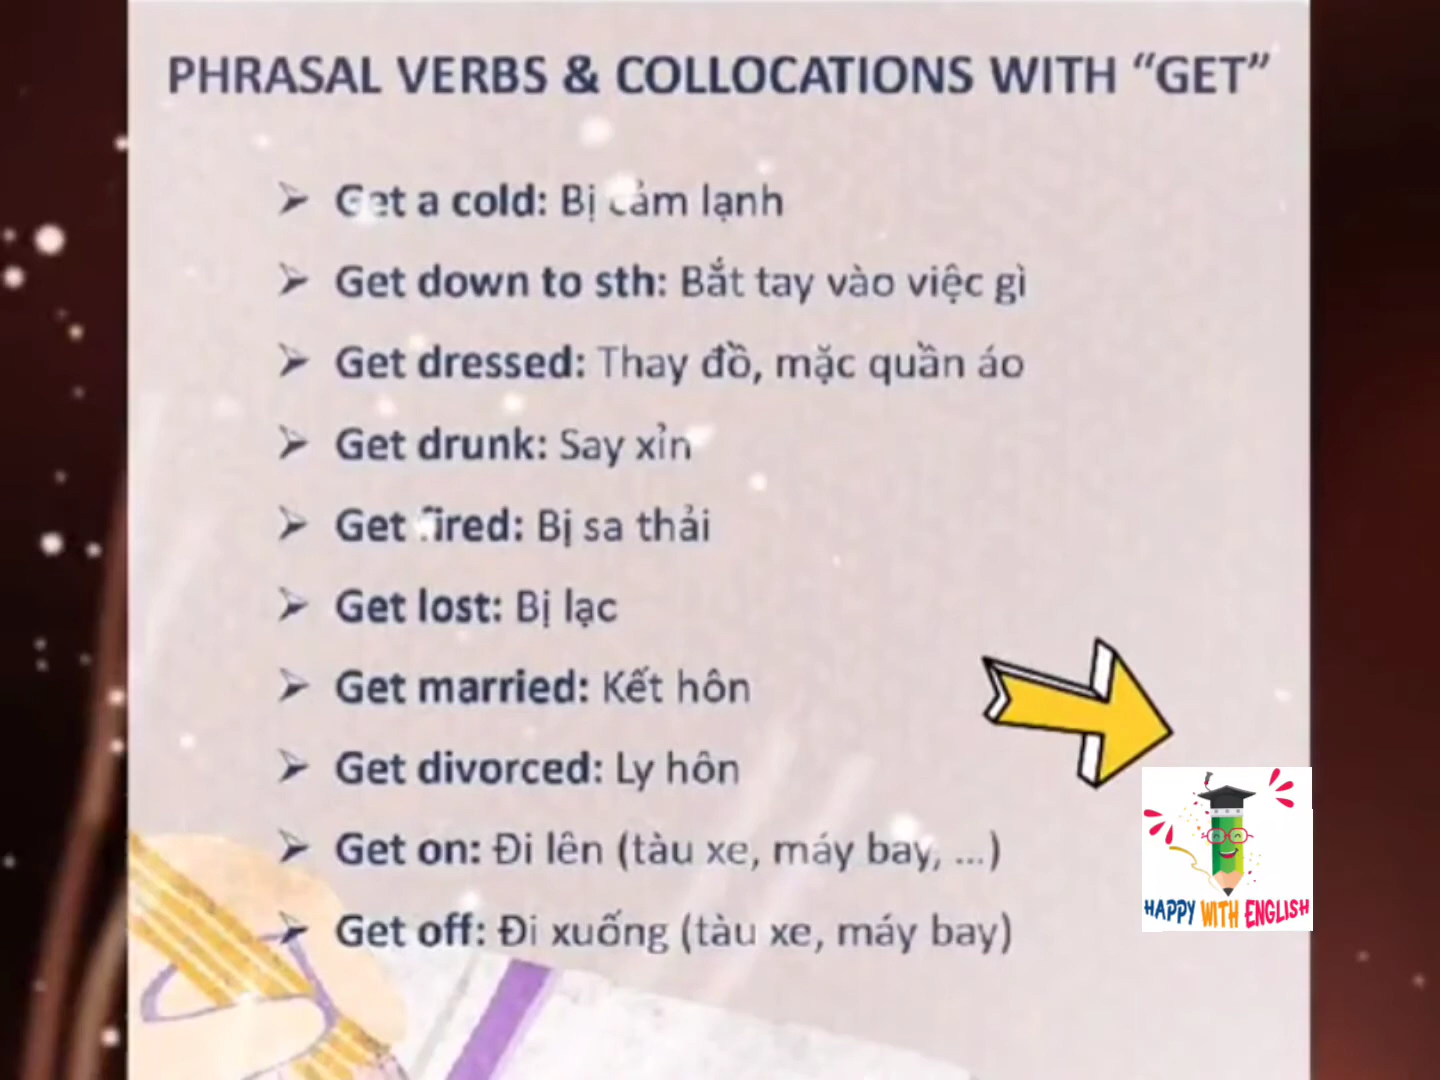 PHRASAL VERBS & COLLOCATIONS WITH “GET”
➢ Get a cold: Bị cảm lạnh
➢ Get down to sth: Bắt tay vào việc gì
➢ Get dressed: Thay đồ, mặc quần áo
➢ Get drunk: Say xỉn
➢ Get fired: Bị sa thải
➢ Get lost: Bị lạc
➢ Get married: Kết hôn
➢ Get divorced: Ly hôn
➢ Get on: Đi lên (tàu xe, máy bay, ...)
➢ Get off: Đi xuống (tàu xe, máy bay)
HAPPY WITH ENGLISH